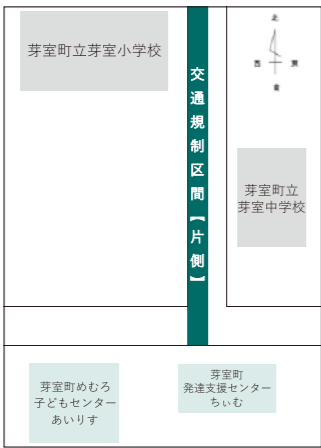 芽室町立芽室小学校
交通規制区間【片側】
北
西
東
南
芽室町立
芽室中学校
芽室町めむろ
子どもセンター
あいりす
芽室町
発達支援センター
ちぃむ